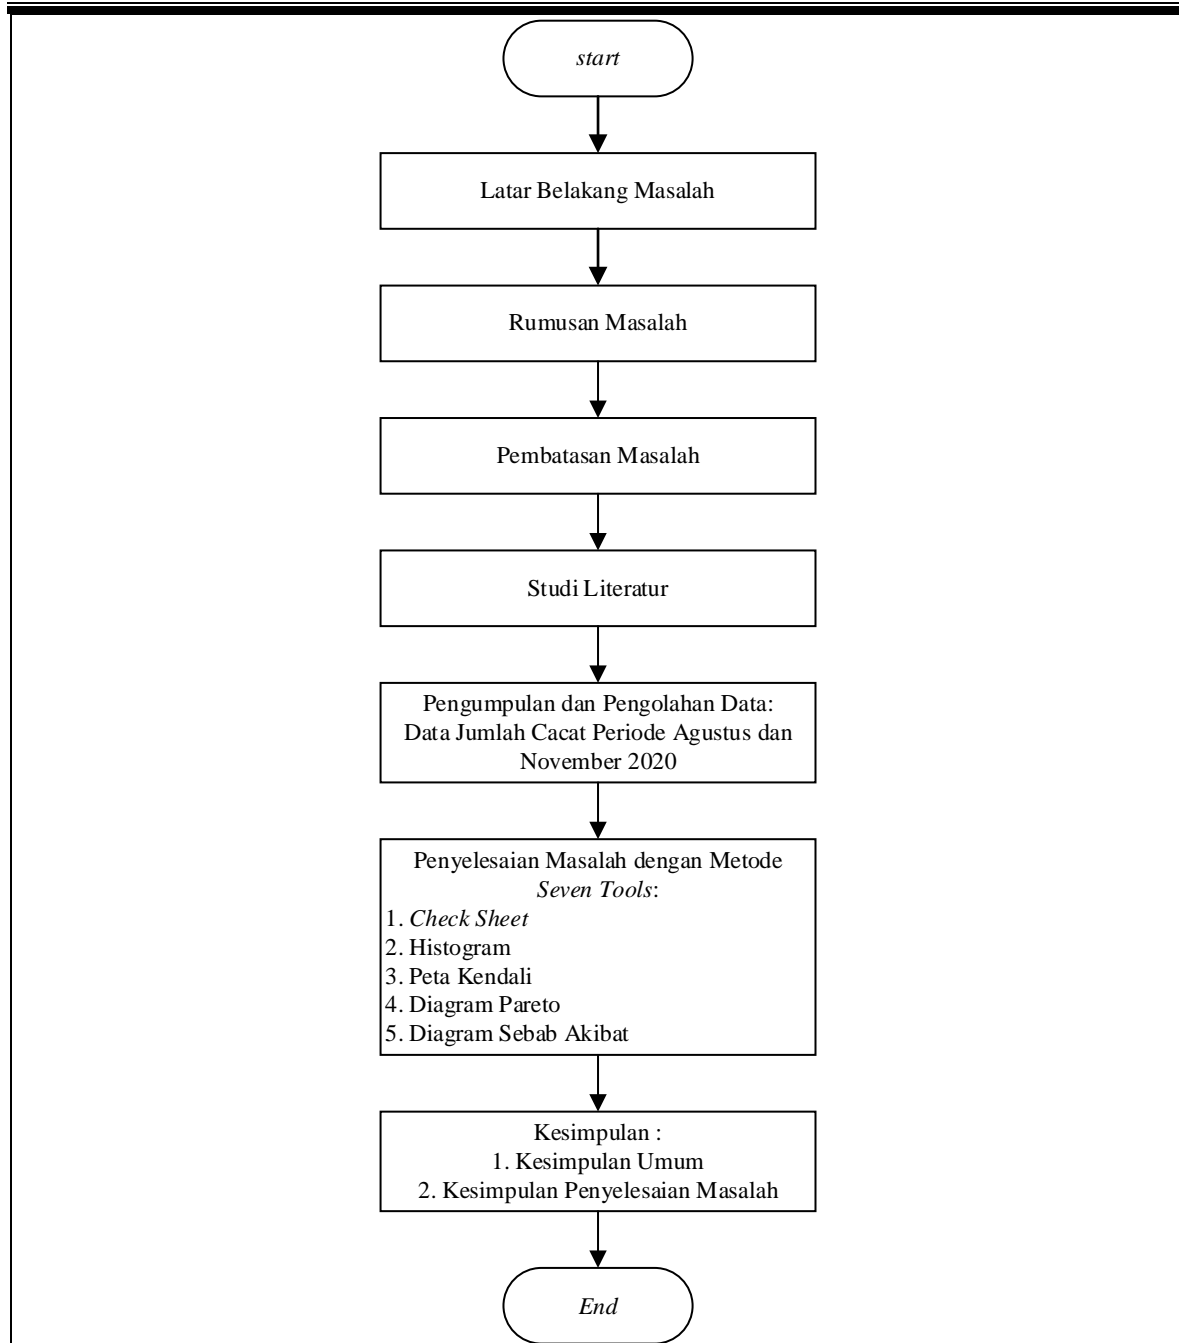 start
Latar Belakang Masalah
Rumusan Masalah
Pembatasan Masalah
Studi Literatur
Pengumpulan dan Pengolahan Data:
Data Jumlah Cacat Periode Agustus dan
November 2020
Penyelesaian Masalah dengan Metode
Seven Tools:
1. Check Sheet
2. Histogram
3. Peta Kendali
4. Diagram Pareto
5. Diagram Sebab Akibat
Kesimpulan :
1. Kesimpulan Umum
2. Kesimpulan Penyelesaian Masalah
End